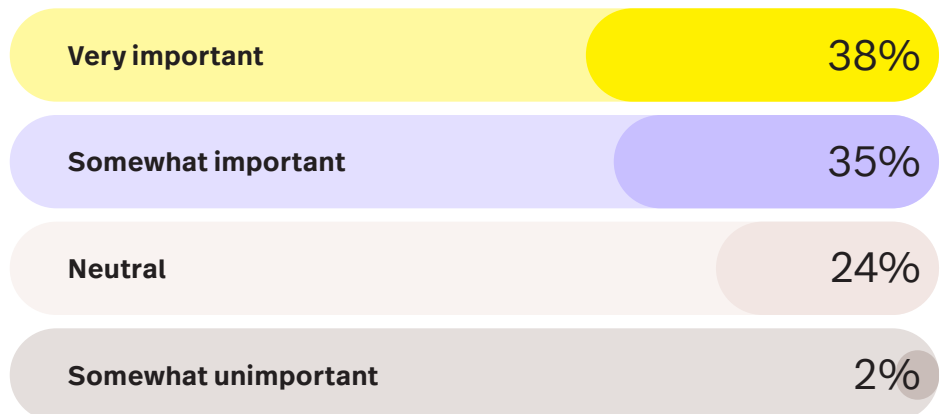 Very important 38%
Somewhat important 35%
Neutral 24%
Somewhat unimportant 2%